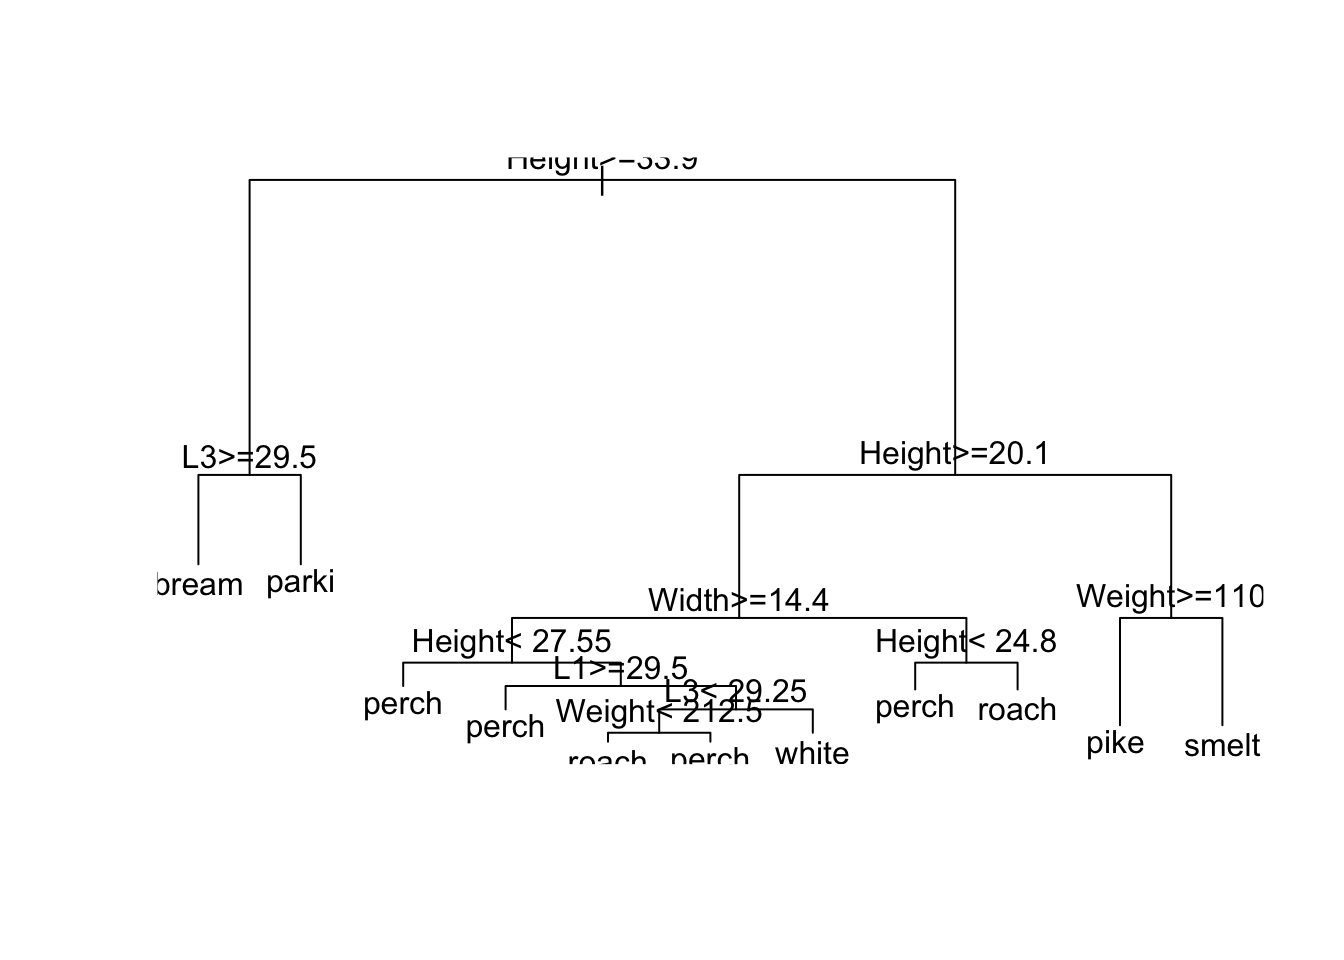 Height>=33.9
L3>=29.5
Height>=20.1
bream
parki
Width>=14.4
Weight>=110
Height< 27.55
Height< 24.8
L1>=29.5
L3< 29.25
perch
perch
Weight< 212.5
perch
roach
roach
perch
white
pike
smelt